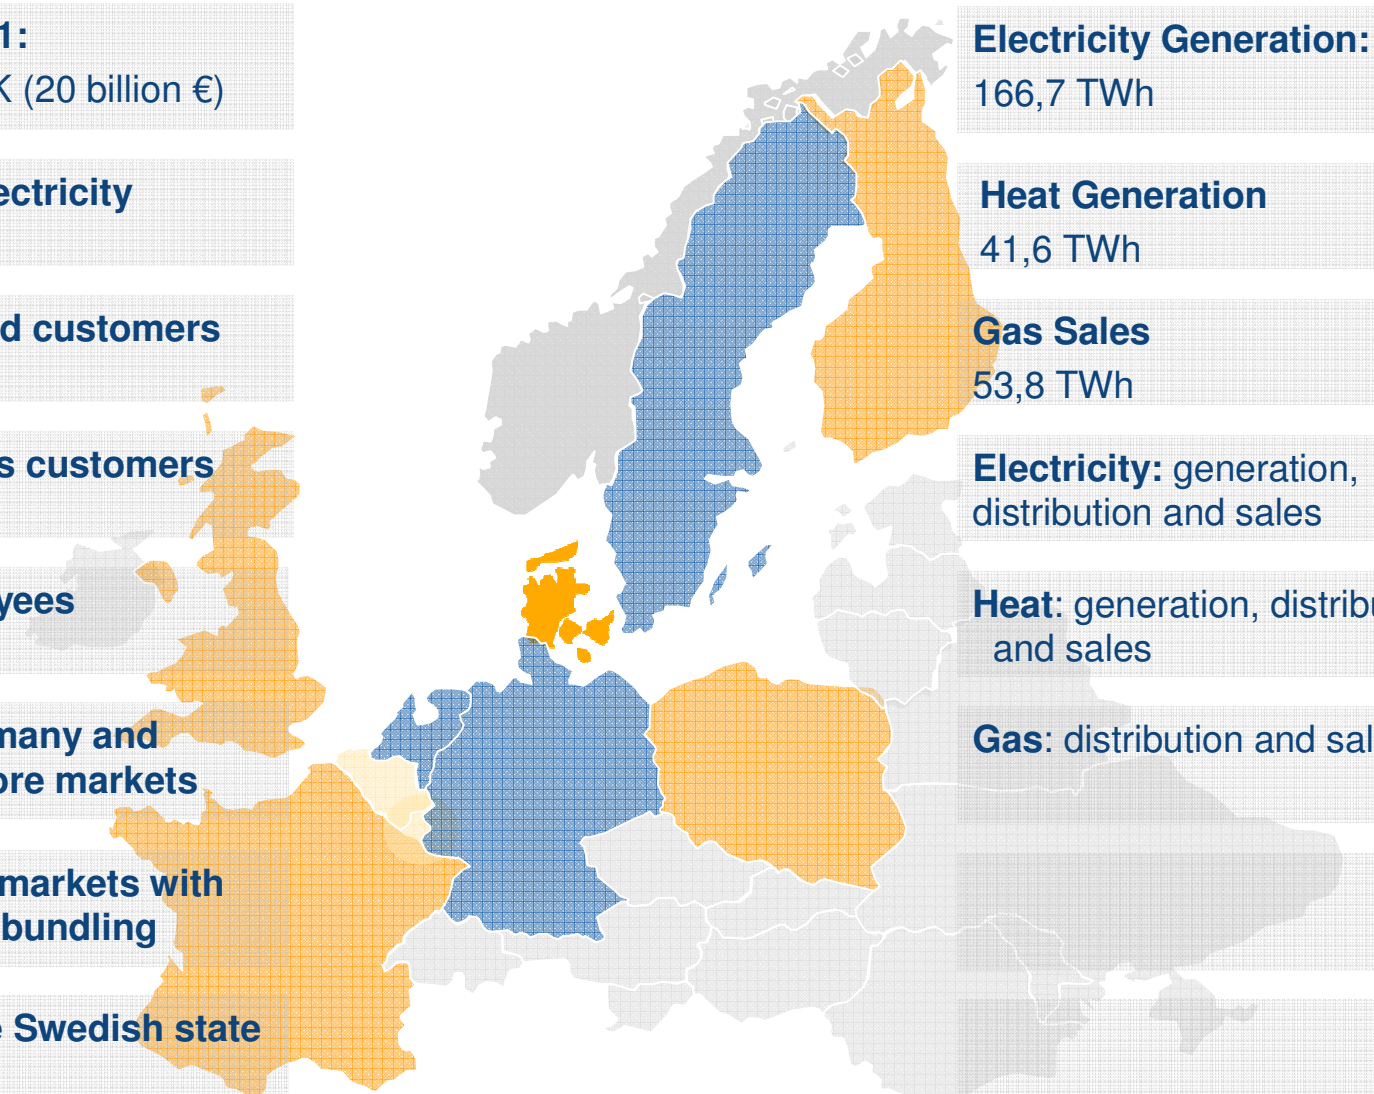 1:
K (20 billion €)
ectricity
d customers
s customers
yees
many and
ore markets
markets with
bundling
e Swedish state
Electricity Generation:
166,7 TWh
Heat Generation
41,6 TWh
Gas Sales
53,8 TWh
Electricity: generation,
distribution and sales
Heat: generation, distribu
and sales
Gas: distribution and sal